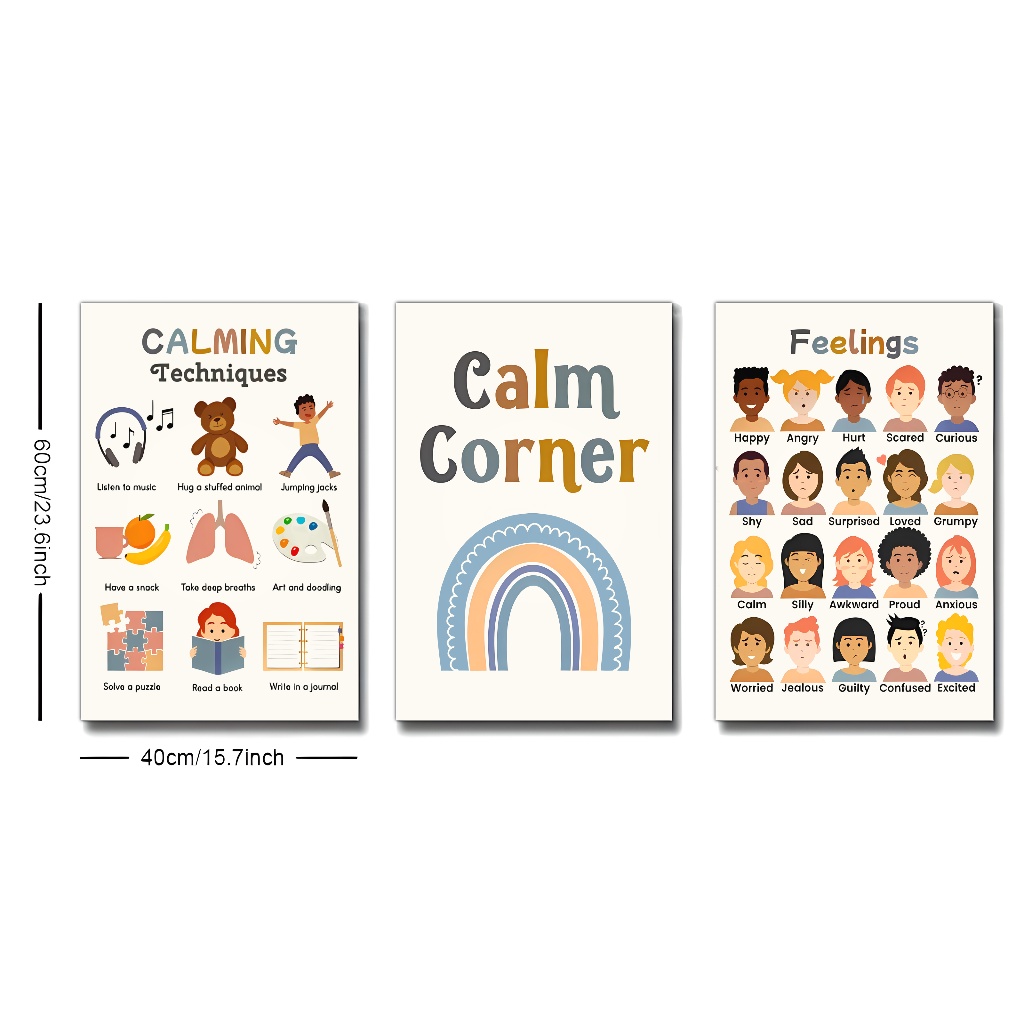 60cm/23.6inch
CALMING
Techniques
Listen to music
Hug a stuffed animal
Jumping jacks
Have a snack
Take deep breaths
Art and doodling
Solve a puzzle
Read a book
Write in a journal
40cm/15.7inch
Calm
Corner
Feelings
?
Happy Angry Hurt Scared Curious
Shy Sad Surprised Loved Grumpy
Calm Silly Awkward Proud Anxious
? ?
Worried Jealous Guilty Confused Excited